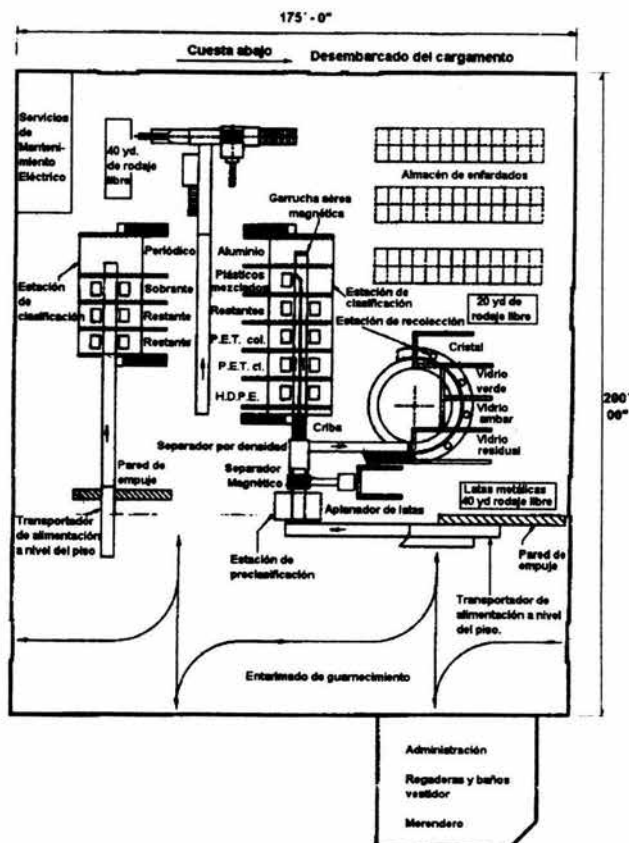 175´ - 0"
Cuesta abajo
Desembarcado del cargamento
Servicios
de
Manteni-
miento
Eléctrico
40 yd.
de rodaje
libre
Almacén de enfardados
Garrucha aéres
magnética
Periódico
Aluminio
Plásticos
mezclados
Estación
de
clasificación
Sobrante
Restante
Restante
Restantes
P.E.T. col.
P.E.T. cl.
H.D.P.E.
Estación de
clasificación
20 yd de
rodaje libre
Estación de recolección
Cristal
Vidrio
verde
Vidrio
ambar
Vidrio
residual
Criba
Separador por densidad
Separador
Magnético
Pared de
empuje
Latas metálicas
40 yd rodaje libre
Aplanador de latas
Transportador
de alimentación
a nivel del piso
Estación de
preclasificación
Pared de
empuje
Transportador de
alimentación a nivel
del piso.
Entarimado de guarnecimiento
Administración
Regaderas y baños
vestidor
Merendero